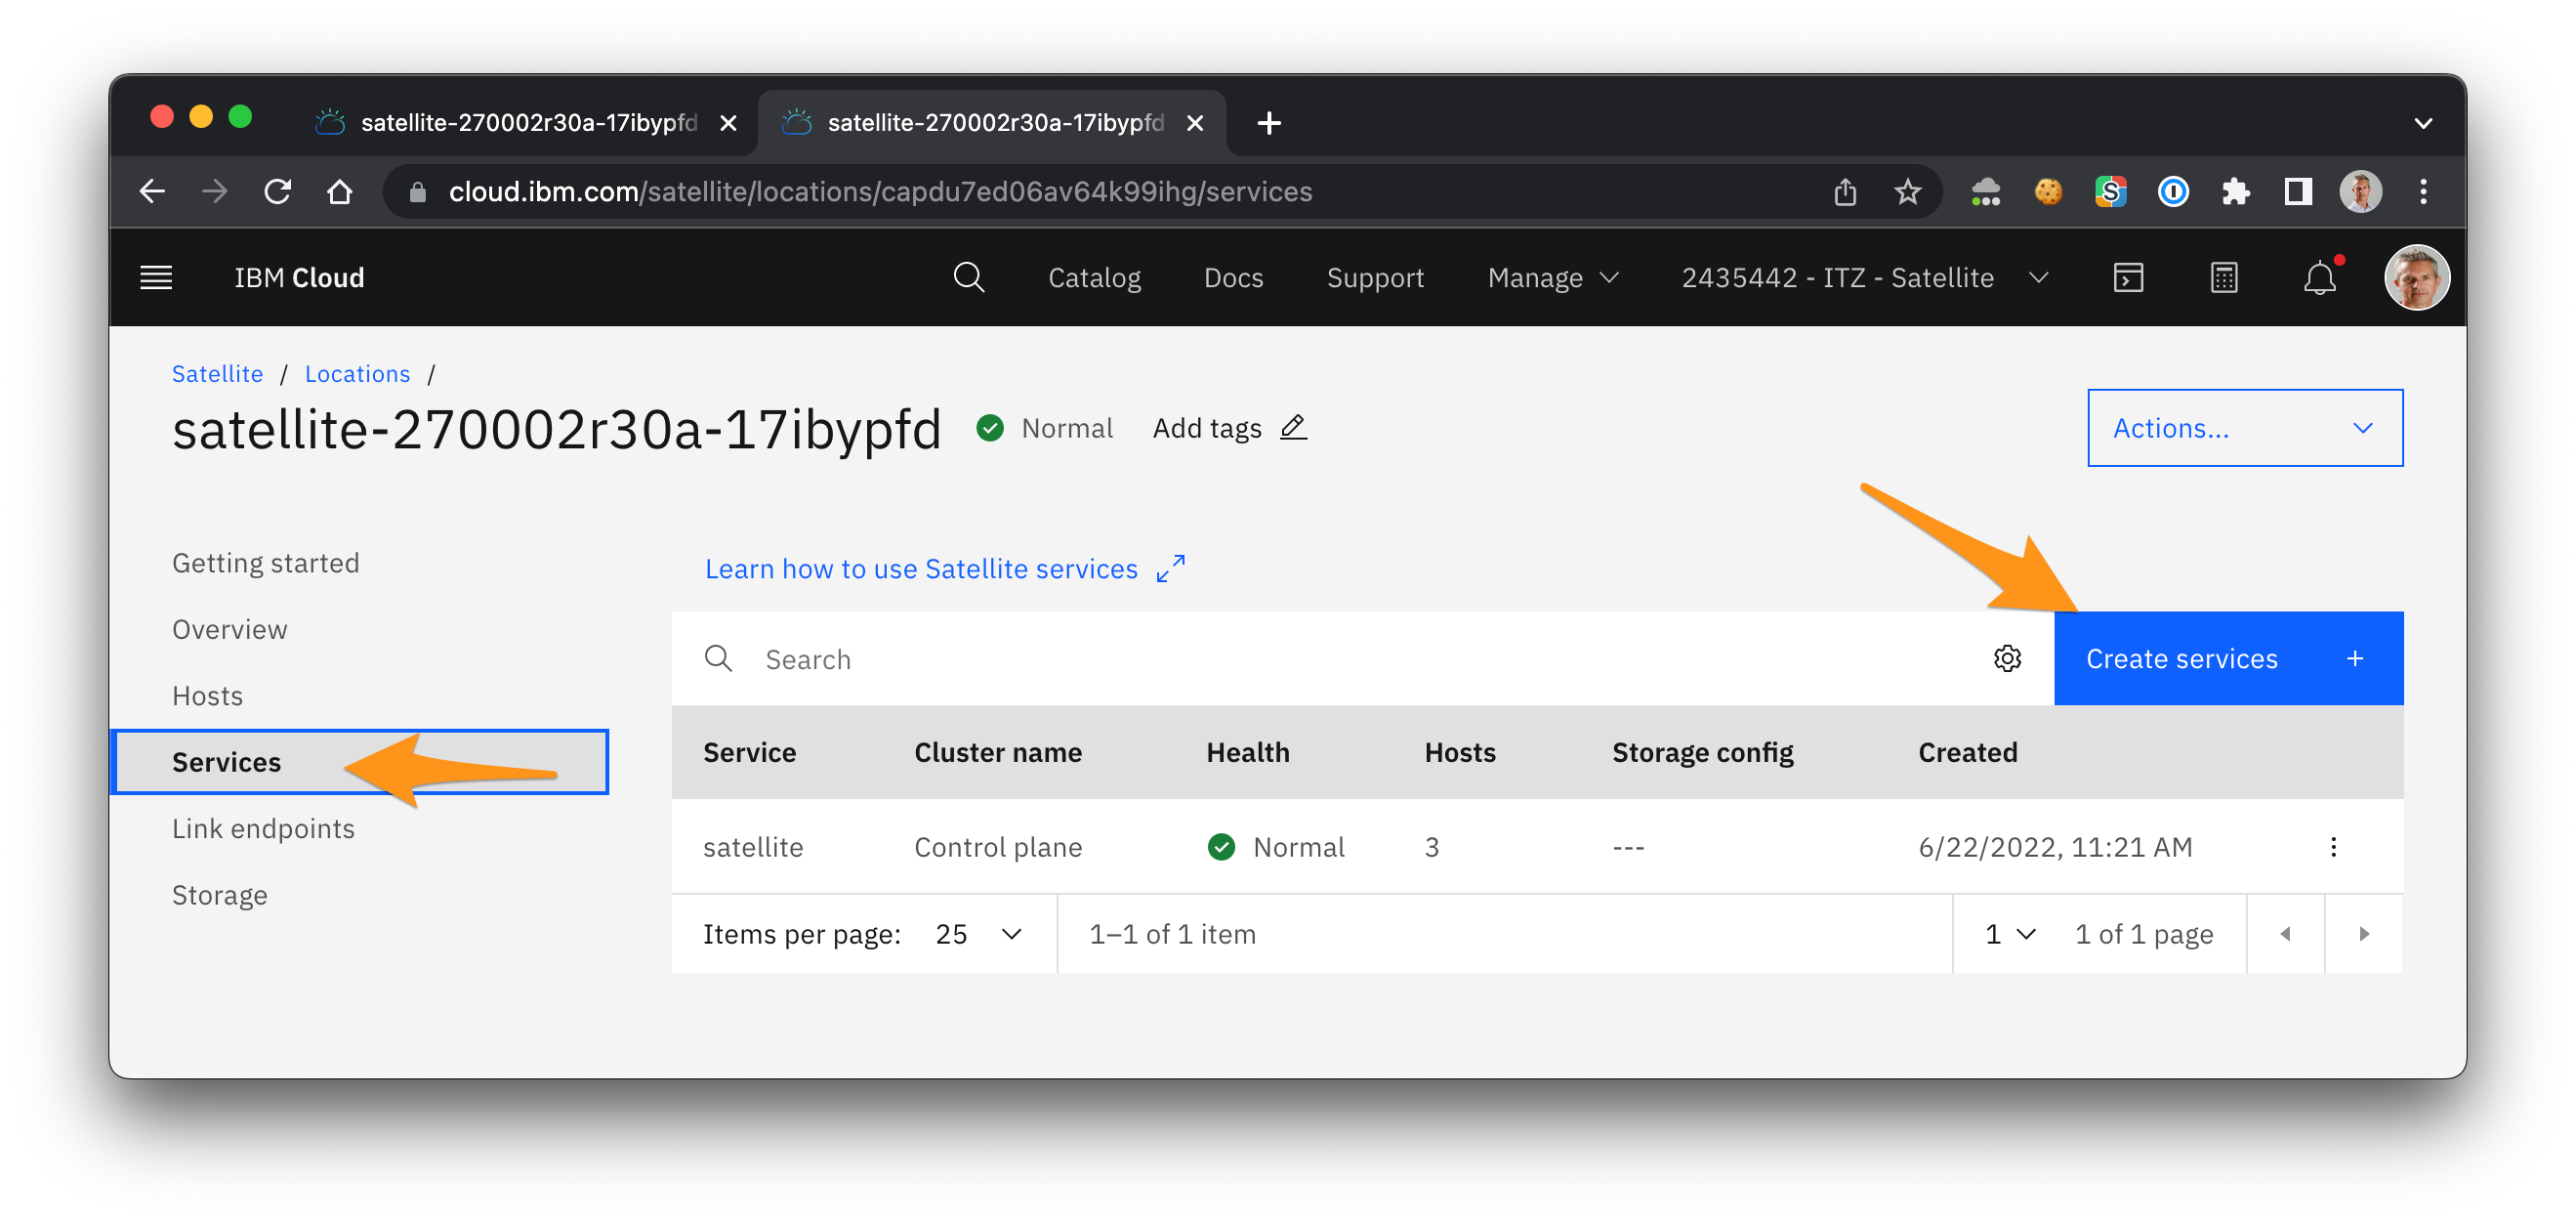 satellite-270002r30a-17ibypfd
satellite-270002r30a-17ibypfd
cloud.ibm.com/satellite/locations/capdu7ed06av64k99ihg/services
IBM Cloud
Catalog
Docs
Support
Manage
2435442 - ITZ - Satellite
Satellite / Locations /
satellite-270002r30a-17ibypfd
Normal
Add tags
Actions...
Getting started
Overview
Hosts
Services
Link endpoints
Storage
Learn how to use Satellite services
Search
Create services +
Service Cluster name Health Hosts Storage config Created
satellite Control plane Normal 3 --- 6/22/2022, 11:21 AM
Items per page: 25 1–1 of 1 item 1 1 of 1 page